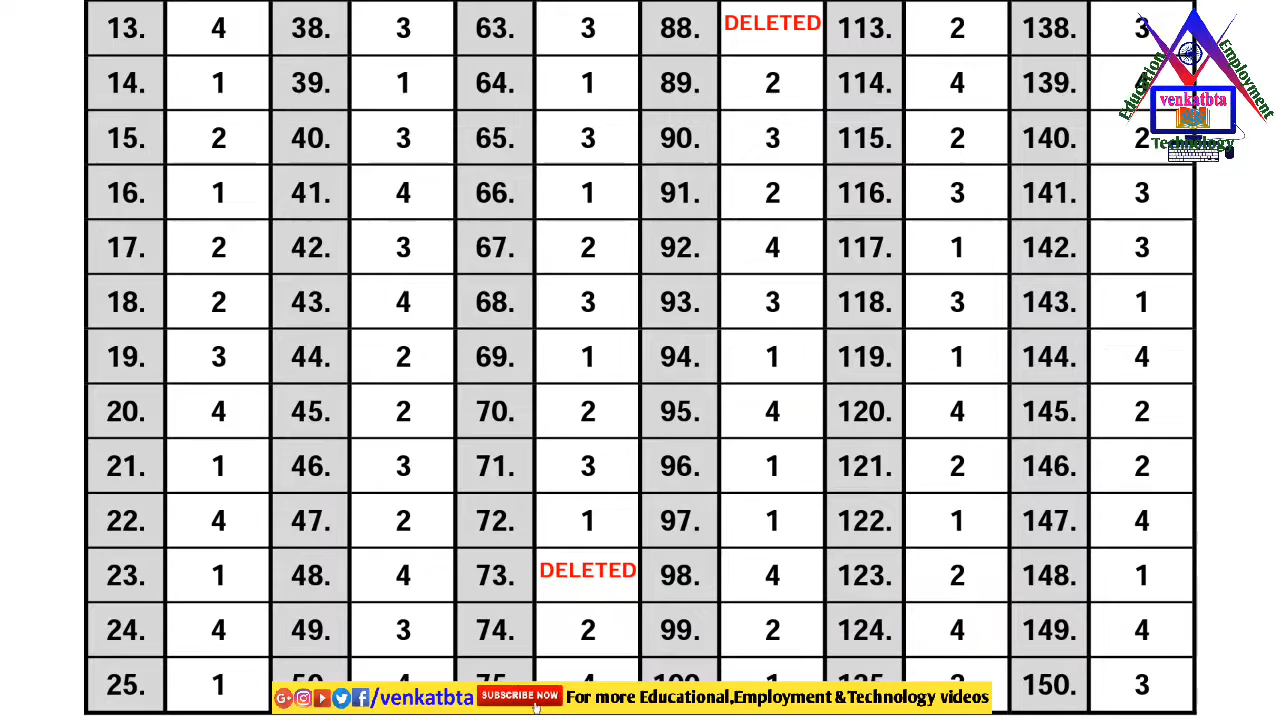 13. 4 38. 3 63. 3 88. DELETED 113. 2 138. 3
14. 1 39. 1 64. 1 89. 2 114. 4 139.
15. 2 40. 3 65. 3 90. 3 115. 2 140. 2
16. 1 41. 4 66. 1 91. 2 116. 3 141. 3
17. 2 42. 3 67. 2 92. 4 117. 1 142. 3
18. 2 43. 4 68. 3 93. 3 118. 3 143. 1
19. 3 44. 2 69. 1 94. 1 119. 1 144. 4
20. 4 45. 2 70. 2 95. 4 120. 4 145. 2
21. 1 46. 3 71. 3 96. 1 121. 2 146. 2
22. 4 47. 2 72. 1 97. 1 122. 1 147. 4
23. 1 48. 4 73. DELETED 98. 4 123. 2 148. 1
24. 4 49. 3 74. 2 99. 2 124. 4 149. 4
25. 1 150. 3
Education
Employment
venkatbta
Technology
/venkatbta SUBSCRIBE NOW For more Educational,Employment &Technology videos